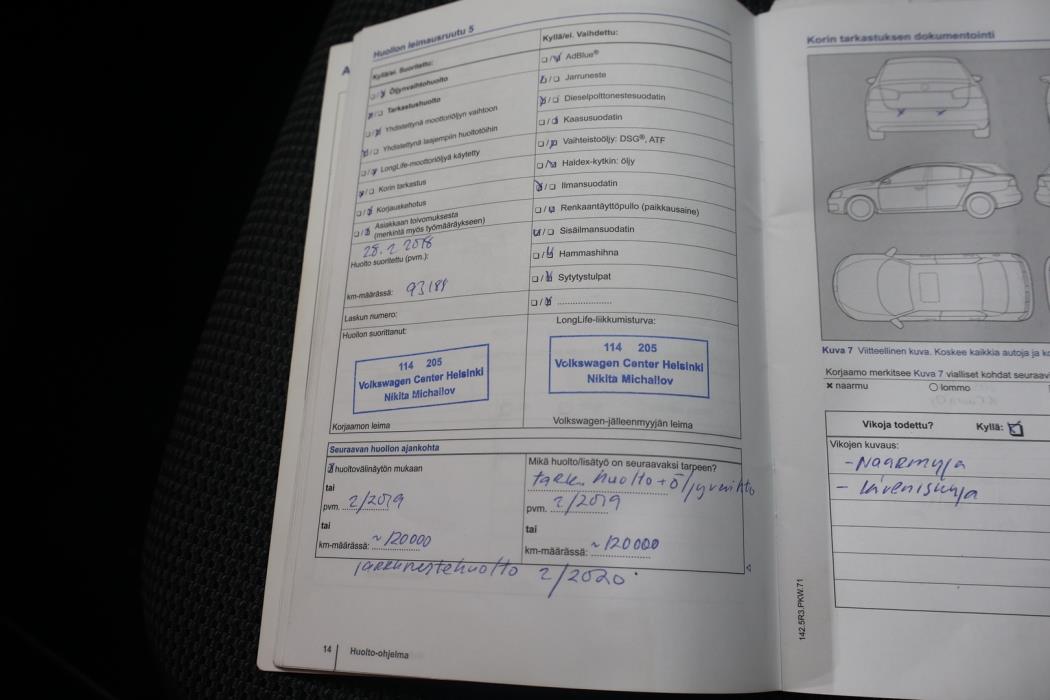 Huollon leimausruutu 5
Kyllä/ei. Suoritettu:
Öljynvaihtohuolto
Tarkastushuolto
Yhdistettynä moottoriöljyn vaihtoon
Yhdistettynä laajempiin huoltotöihin
LongLife-moottoriöljyä käytetty
Korin tarkastus
Korjauskehotus
Asiakkaan toivomuksesta
(merkintä myös työmääräykseen)
28.2 2018
Huolto suoritettu (pvm.):
km-määrässä: 93188
Laskun numero:
Huollon suorittanut:
114 205
Volkswagen Center Helsinki
Nikita Michailov
Korjaamon leima
Kyllä/ei. Vaihdettu:
AdBlue®
Jarruneste
Dieselpolttonestesuodatin
Kaasusuodatin
Vaihteistoöljy: DSG®, ATF
Haldex-kytkin: öljy
Ilmansuodatin
Renkaantäyttöpullo (paikkausaine)
Sisäilmansuodatin
Hammashihna
Sytytystulpat
LongLife-liikkumisturva:
114 205
Volkswagen Center Helsinki
Nikita Michailov
Volkswagen-jälleenmyyjän leima
Seuraavan huollon ajankohta
huoltovälinäytön mukaan
tai
pvm. 2/2019
tai
km-määrässä: ~120000
Mikä huolto/lisätyö on seuraavaksi tarpeen?
tark. huolto + öljynvaihto
pvm. 2/2019
tai
km-määrässä: ~120000
jarrunestehuolto 2/2020
14 Huolto-ohjelma
A
Korin tarkastuksen dokumentointi
Kuva 7 Viitteellinen kuva. Koskee kaikkia autoja ja
Korjaamo merkitsee Kuva 7 vialliset kohdat
x naarmu lommo
Vikoja todettu? Kyllä:
Vikojen kuvaus:
- Naarmuja
- kiveniskuja
142.5R3.PKW.71